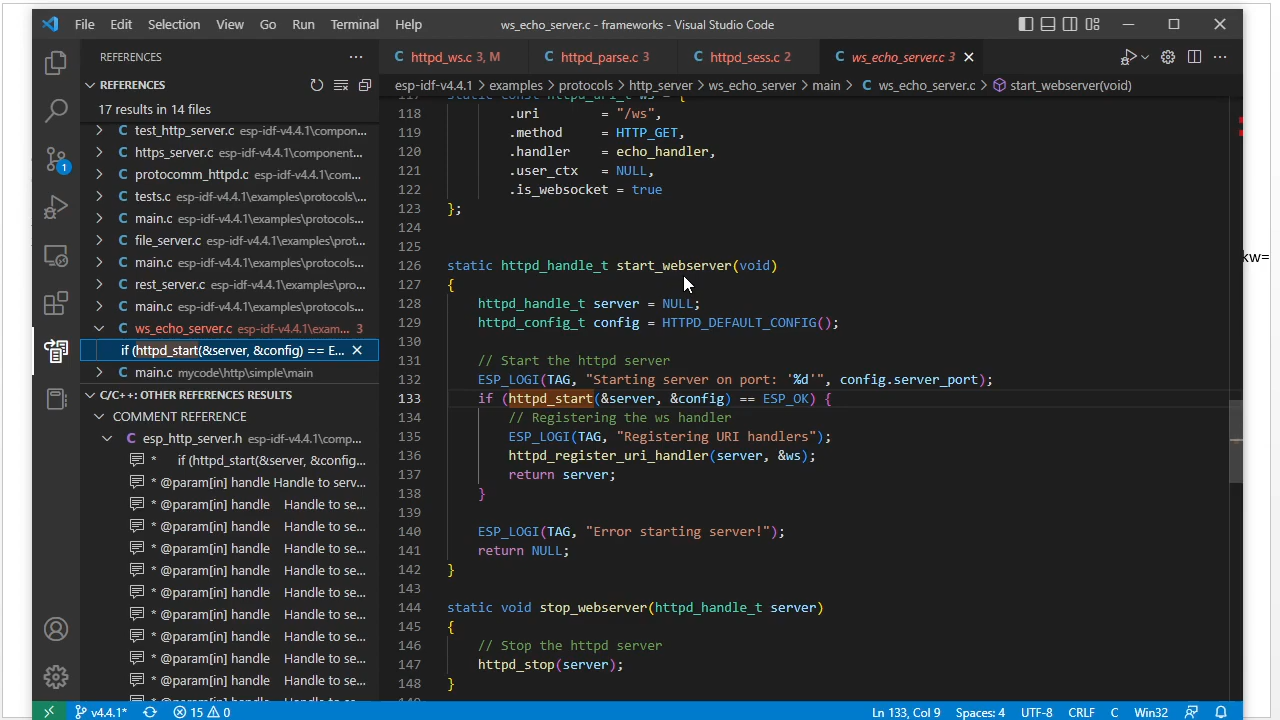 File Edit Selection View Go Run Terminal Help
ws_echo_server.c - frameworks - Visual Studio Code
REFERENCES
REFERENCES
17 results in 14 files
test_http_server.c esp-idf-v4.4.1\compon...
https_server.c esp-idf-v4.4.1\component...
protocomm_httpd.c esp-idf-v4.4.1\com...
tests.c esp-idf-v4.4.1\examples\protocols...
main.c esp-idf-v4.4.1\examples\protocols...
file_server.c esp-idf-v4.4.1\examples\prot...
main.c esp-idf-v4.4.1\examples\protocols...
rest_server.c esp-idf-v4.4.1\examples\pro...
main.c esp-idf-v4.4.1\examples\protocols...
ws_echo_server.c esp-idf-v4.4.1\exam... 3
if (httpd_start(&server, &config) == E...
main.c mycode\http\simple\main
C/C++: OTHER REFERENCES RESULTS
COMMENT REFERENCE
esp_http_server.h esp-idf-v4.4.1\comp...
* if (httpd_start(&server, &config...
* @param[in] handle Handle to serv...
* @param[in] handle Handle to se...
* @param[in] handle Handle to se...
* @param[in] handle Handle to se...
* @param[in] handle Handle to se...
* @param[in] handle Handle to se...
* @param[in] handle Handle to se...
* @param[in] handle Handle to se...
* @param[in] handle Handle to se...
* @param[in] handle Handle to se...
httpd_ws.c 3, M httpd_parse.c 3 httpd_sess.c 2 ws_echo_server.c 3
esp-idf-v4.4.1 > examples > protocols > http_server > ws_echo_server > main > C ws_echo_server.c > start_webserver(void)
117 static const httpd_uri_t ws = {
118 .uri = "/ws",
119 .method = HTTP_GET,
120 .handler = echo_handler,
121 .user_ctx = NULL,
122 .is_websocket = true
123 };
124
125
126 static httpd_handle_t start_webserver(void)
127 {
128 httpd_handle_t server = NULL;
129 httpd_config_t config = HTTPD_DEFAULT_CONFIG();
130
131 // Start the httpd server
132 ESP_LOGI(TAG, "Starting server on port: '%d'", config.server_port);
133 if (httpd_start(&server, &config) == ESP_OK) {
134 // Registering the ws handler
135 ESP_LOGI(TAG, "Registering URI handlers");
136 httpd_register_uri_handler(server, &ws);
137 return server;
138 }
139
140 ESP_LOGI(TAG, "Error starting server!");
141 return NULL;
142 }
143
144 static void stop_webserver(httpd_handle_t server)
145 {
146 // Stop the httpd server
147 httpd_stop(server);
148 }
kw=
1
v4.4.1* 15 0 Ln 133, Col 9 Spaces: 4 UTF-8 CRLF C Win32